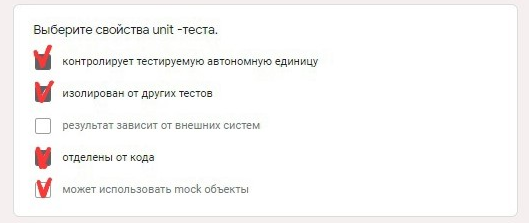 Выберите свойства unit -теста.
контролирует тестируемую автономную единицу
изолирован от других тестов
результат зависит от внешних систем
отделены от кода
может использовать mock объекты